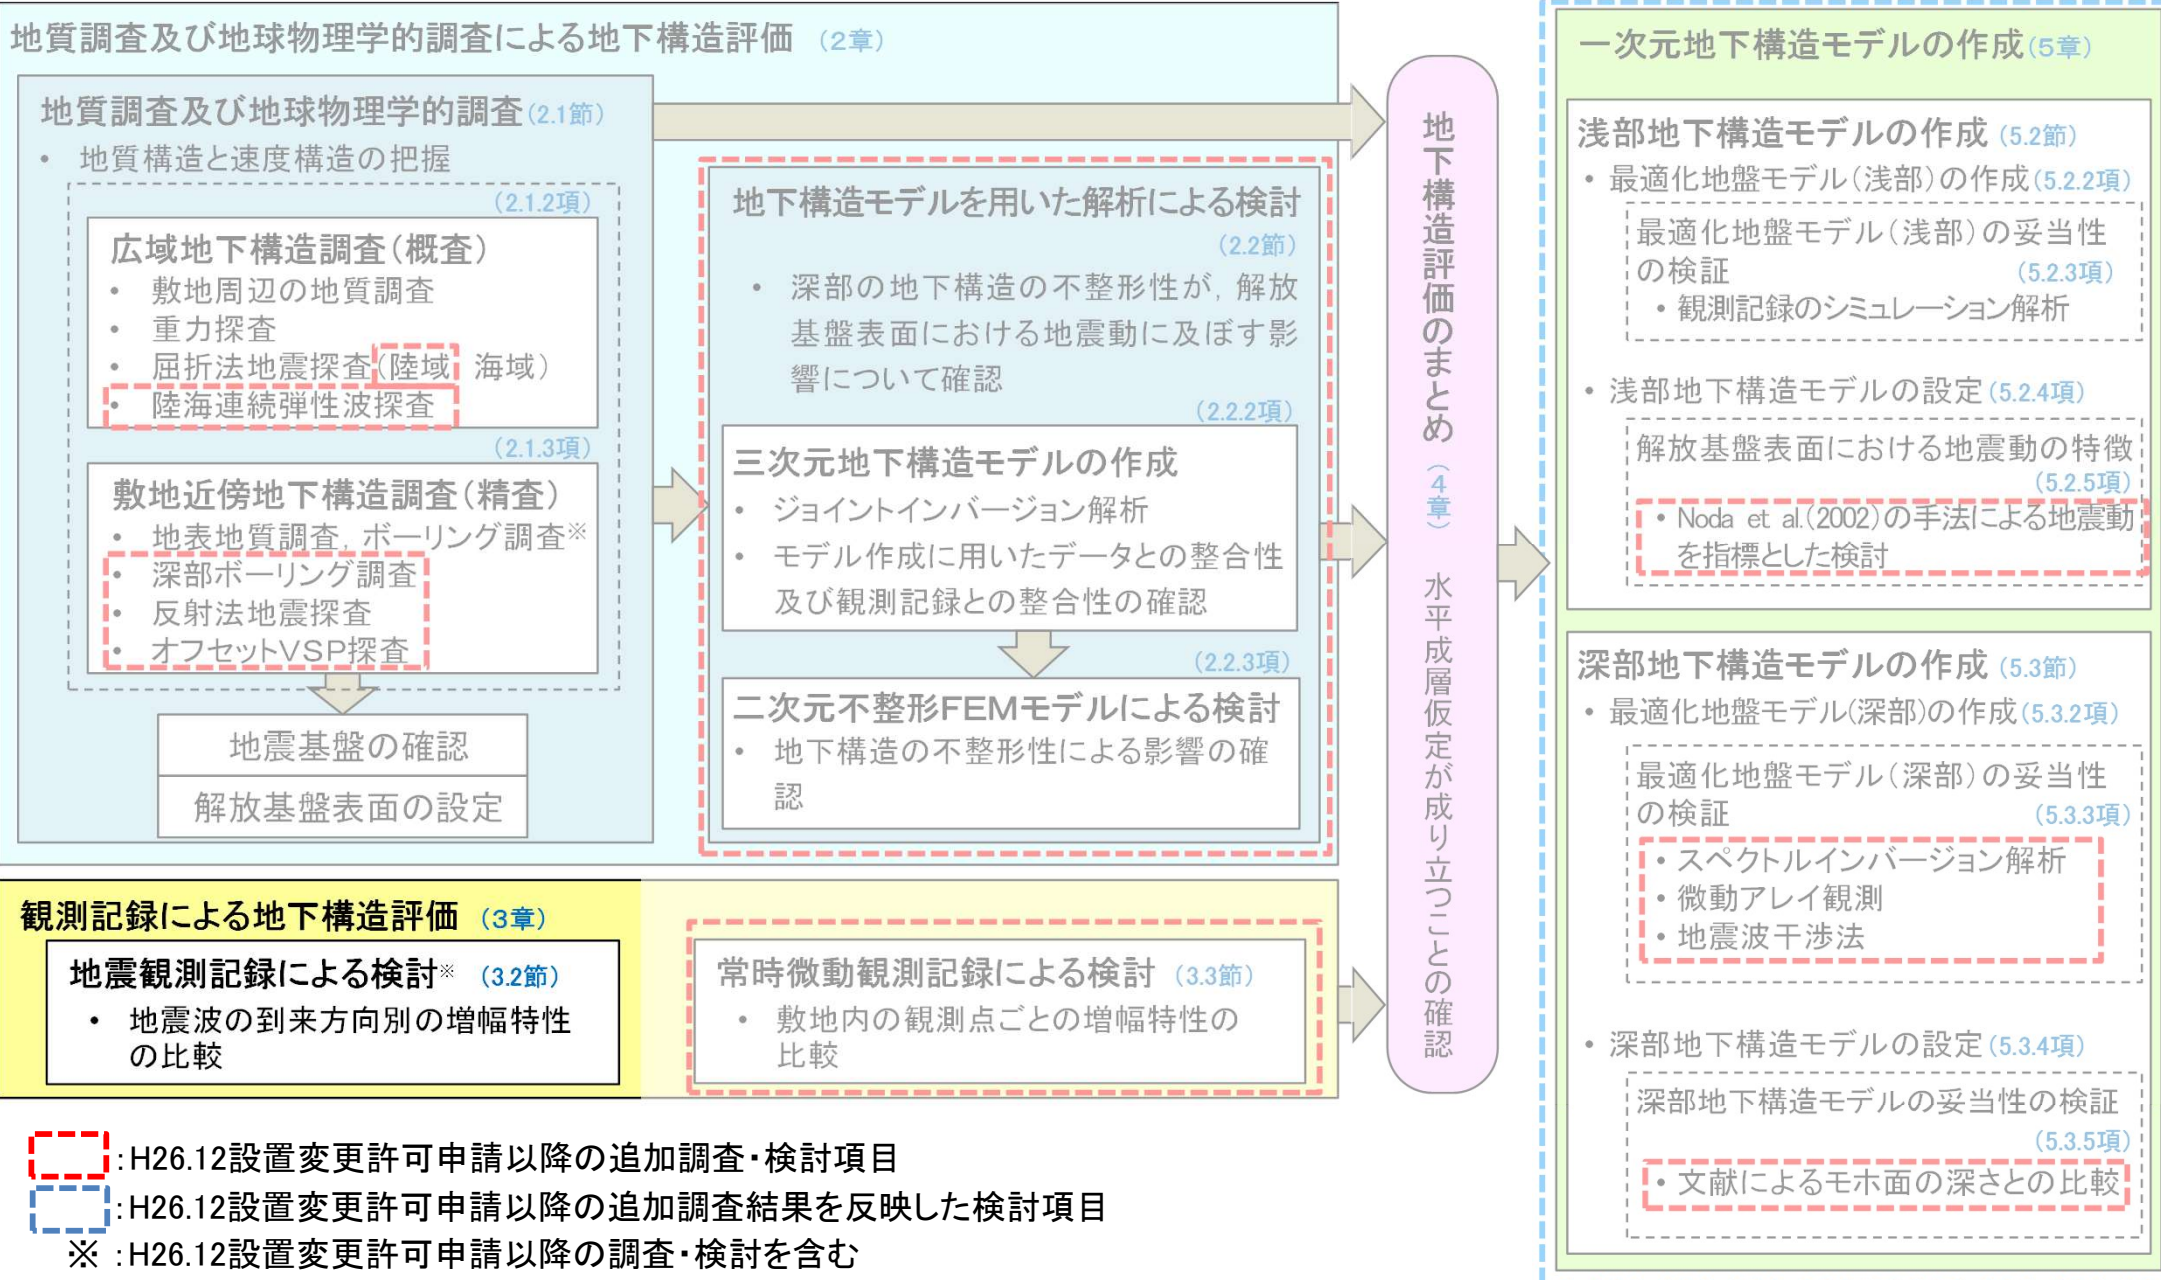 地質調査及び地球物理学的調査による地下構造評価 (2章)
地質調査及び地球物理学的調査(2.1節)
• 地質構造と速度構造の把握
(2.1.2項)
広域地下構造調査(概査)
• 敷地周辺の地質調査
• 重力探査
• 屈折法地震探査(陸域 海域)
• 陸海連続弾性波探査
(2.1.3項)
敷地近傍地下構造調査(精査)
• 地表地質調査, ボーリング調査※
• 深部ボーリング調査
• 反射法地震探査
• オフセットVSP探査
地震基盤の確認
解放基盤表面の設定
地下構造モデルを用いた解析による検討
(2.2節)
• 深部の地下構造の不整形性が, 解放
基盤表面における地震動に及ぼす影
響について確認
(2.2.2項)
三次元地下構造モデルの作成
• ジョイントインバージョン解析
• モデル作成に用いたデータとの整合性
及び観測記録との整合性の確認
(2.2.3項)
二次元不整形FEMモデルによる検討
• 地下構造の不整形性による影響の確
認
観測記録による地下構造評価 (3章)
地震観測記録による検討※ (3.2節)
• 地震波の到来方向別の増幅特性
の比較
常時微動観測記録による検討 (3.3節)
• 敷地内の観測点ごとの増幅特性の
比較
地下構造評価のまとめ(4章) 水平成層仮定が成り立つことの確認
一次元地下構造モデルの作成(5章)
浅部地下構造モデルの作成 (5.2節)
• 最適化地盤モデル(浅部)の作成(5.2.2項)
最適化地盤モデル(浅部)の妥当性
の検証 (5.2.3項)
• 観測記録のシミュレーション解析
• 浅部地下構造モデルの設定(5.2.4項)
解放基盤表面における地震動の特徴
(5.2.5項)
• Noda et al.(2002)の手法による地震動
を指標とした検討
深部地下構造モデルの作成 (5.3節)
• 最適化地盤モデル(深部)の作成(5.3.2項)
最適化地盤モデル(深部)の妥当性
の検証 (5.3.3項)
• スペクトルインバージョン解析
• 微動アレイ観測
• 地震波干渉法
• 深部地下構造モデルの設定(5.3.4項)
深部地下構造モデルの妥当性の検証
(5.3.5項)
• 文献によるモホ面の深さとの比較
:H26.12設置変更許可申請以降の追加調査・検討項目
:H26.12設置変更許可申請以降の追加調査結果を反映した検討項目
※ :H26.12設置変更許可申請以降の調査・検討を含む